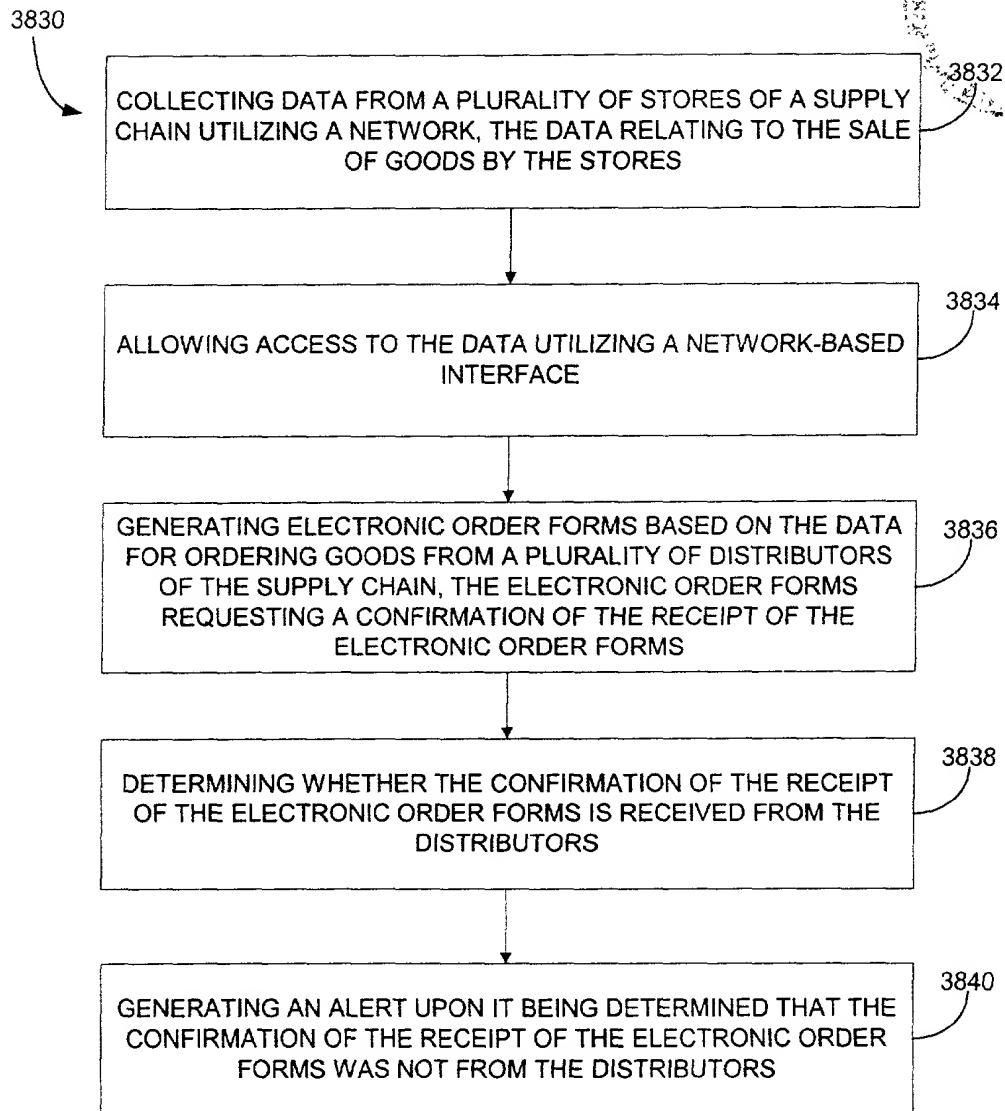 3830
3832
COLLECTING DATA FROM A PLURALITY OF STORES OF A SUPPLY
CHAIN UTILIZING A NETWORK, THE DATA RELATING TO THE SALE
OF GOODS BY THE STORES
3834
ALLOWING ACCESS TO THE DATA UTILIZING A NETWORK-BASED
INTERFACE
GENERATING ELECTRONIC ORDER FORMS BASED ON THE DATA
FOR ORDERING GOODS FROM A PLURALITY OF DISTRIBUTORS
3836
OF THE SUPPLY CHAIN, THE ELECTRONIC ORDER FORMS
REQUESTING A CONFIRMATION OF THE RECEIPT OF THE
ELECTRONIC ORDER FORMS
3838
DETERMINING WHETHER THE CONFIRMATION OF THE RECEIPT
OF THE ELECTRONIC ORDER FORMS IS RECEIVED FROM THE
DISTRIBUTORS
3840
GENERATING AN ALERT UPON IT BEING DETERMINED THAT THE
CONFIRMATION OF THE RECEIPT OF THE ELECTRONIC ORDER
FORMS WAS NOT FROM THE DISTRIBUTORS